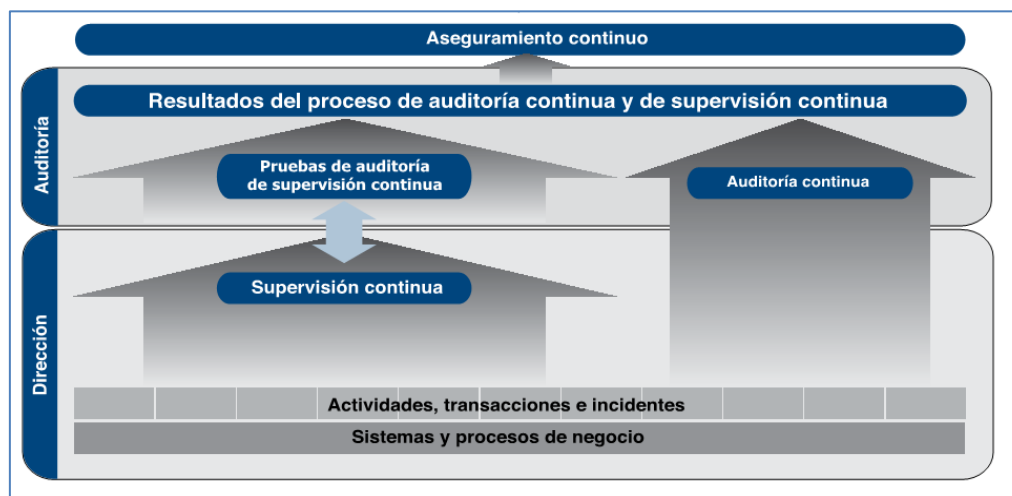 Aseguramiento continuo
Auditoría
Resultados del proceso de auditoría continua y de supervisión continua
Pruebas de auditoría
de supervisión continua
Auditoría continua
Dirección
Supervisión continua
Actividades, transacciones e incidentes
Sistemas y procesos de negocio